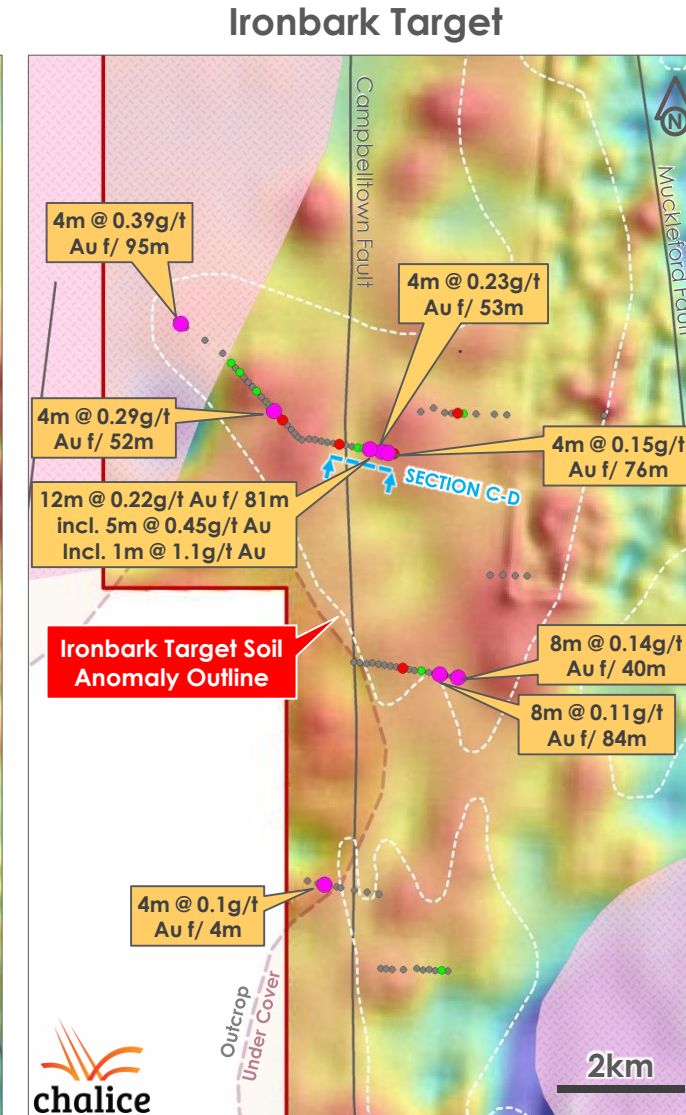 Ironbark Target
Campbelltown Fault
N
Muckleford Fault
4m @ 0.39g/t
Au f/ 95m
4m @ 0.23g/t
Au f/ 53m
4m @ 0.29g/t
Au f/ 52m
4m @ 0.15g/t
Au f/ 76m
SECTION C-D
12m @ 0.22g/t Au f/ 81m
incl. 5m @ 0.45g/t Au
Incl. 1m @ 1.1g/t Au
Ironbark Target Soil
Anomaly Outline
8m @ 0.14g/t
Au f/ 40m
8m @ 0.11g/t
Au f/ 84m
4m @ 0.1g/t
Au f/ 4m
Outcrop
Under Cover
chalice
2km